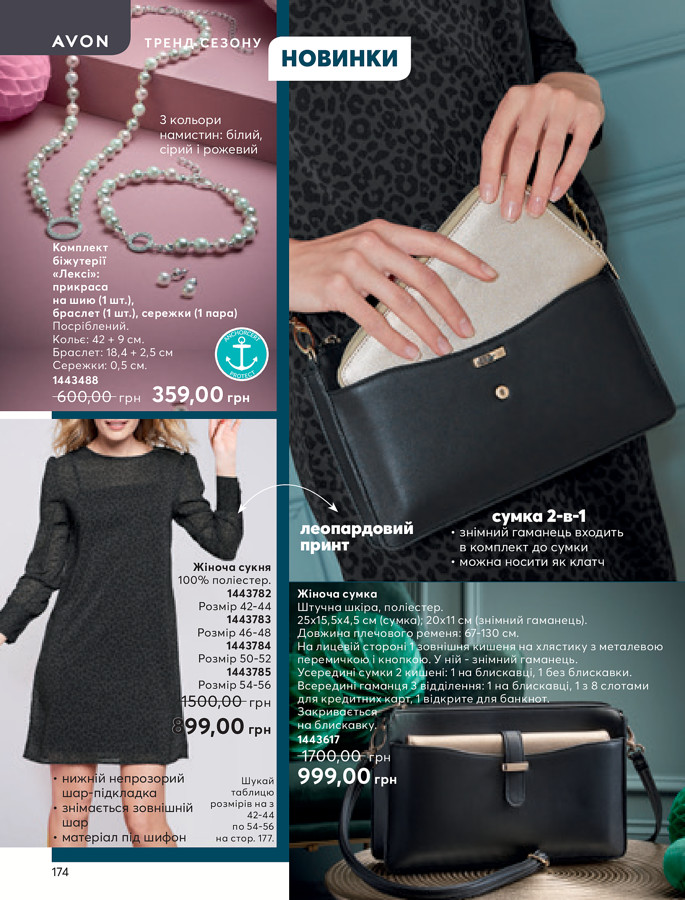 AVON
ТРЕНД СЕЗОНУ
НОВИНКИ
3 кольори
намистин: білий,
сірий і рожевий
Комплект
біжутерії
«Лексі»:
прикраса
на шию (1 шт.),
браслет (1 шт.), сережки (1 пара)
Посріблений.
Кольє: 42 + 9 см.
Браслет: 18,4 + 2,5 см
Сережки: 0,5 см.
1443488
600,00 грн 359,00 грн
ANCHORCERT
PROTECT
леопардовий
принт
сумка 2-в-1
• знімний гаманець входить
в комплект до сумки
• можна носити як клатч
Жіноча сукня
100% поліестер.
1443782
Розмір 42-44
1443783
Розмір 46-48
1443784
Розмір 50-52
1443785
Розмір 54-56
1500,00 грн
899,00 грн
• нижній непрозорий
шар-підкладка
• знімається зовнішній
шар
• матеріал під шифон
Шукай
таблицю
розмірів на з
42-44
по 54-56
на стор. 177.
Жіноча сумка
Штучна шкіра, поліестер.
25х15,5х4,5 см (сумка); 20х11 см (знімний гаманець).
Довжина плечового ременя: 67-130 см.
На лицевій стороні 1 зовнішня кишеня на хлястику з металевою
перемичкою і кнопкою. У ній - знімний гаманець.
Усередині сумки 2 кишені: 1 на блискавці, 1 без блискавки.
Всередині гаманця 3 відділення: 1 на блискавці, 1 з 8 слотами
для кредитних карт, 1 відкрите для банкнот.
Закривається
на блискавку.
1443617
1700,00 грн
999,00 грн
174